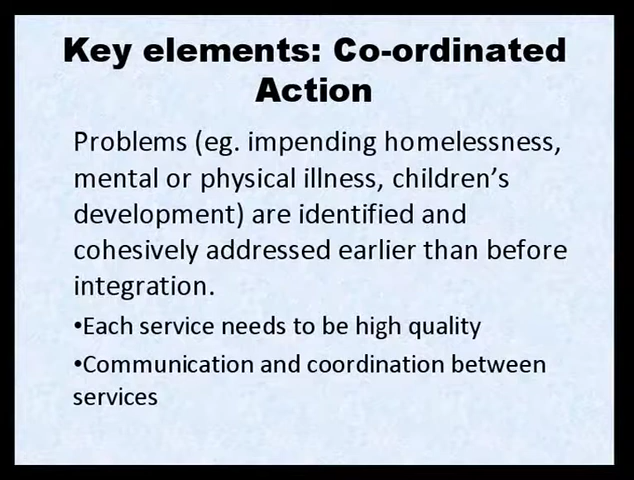 Key elements: Co-ordinated
Action
Problems (eg. impending homelessness,
mental or physical illness, children’s
development) are identified and
cohesively addressed earlier than before
integration.
•Each service needs to be high quality
•Communication and coordination between
services